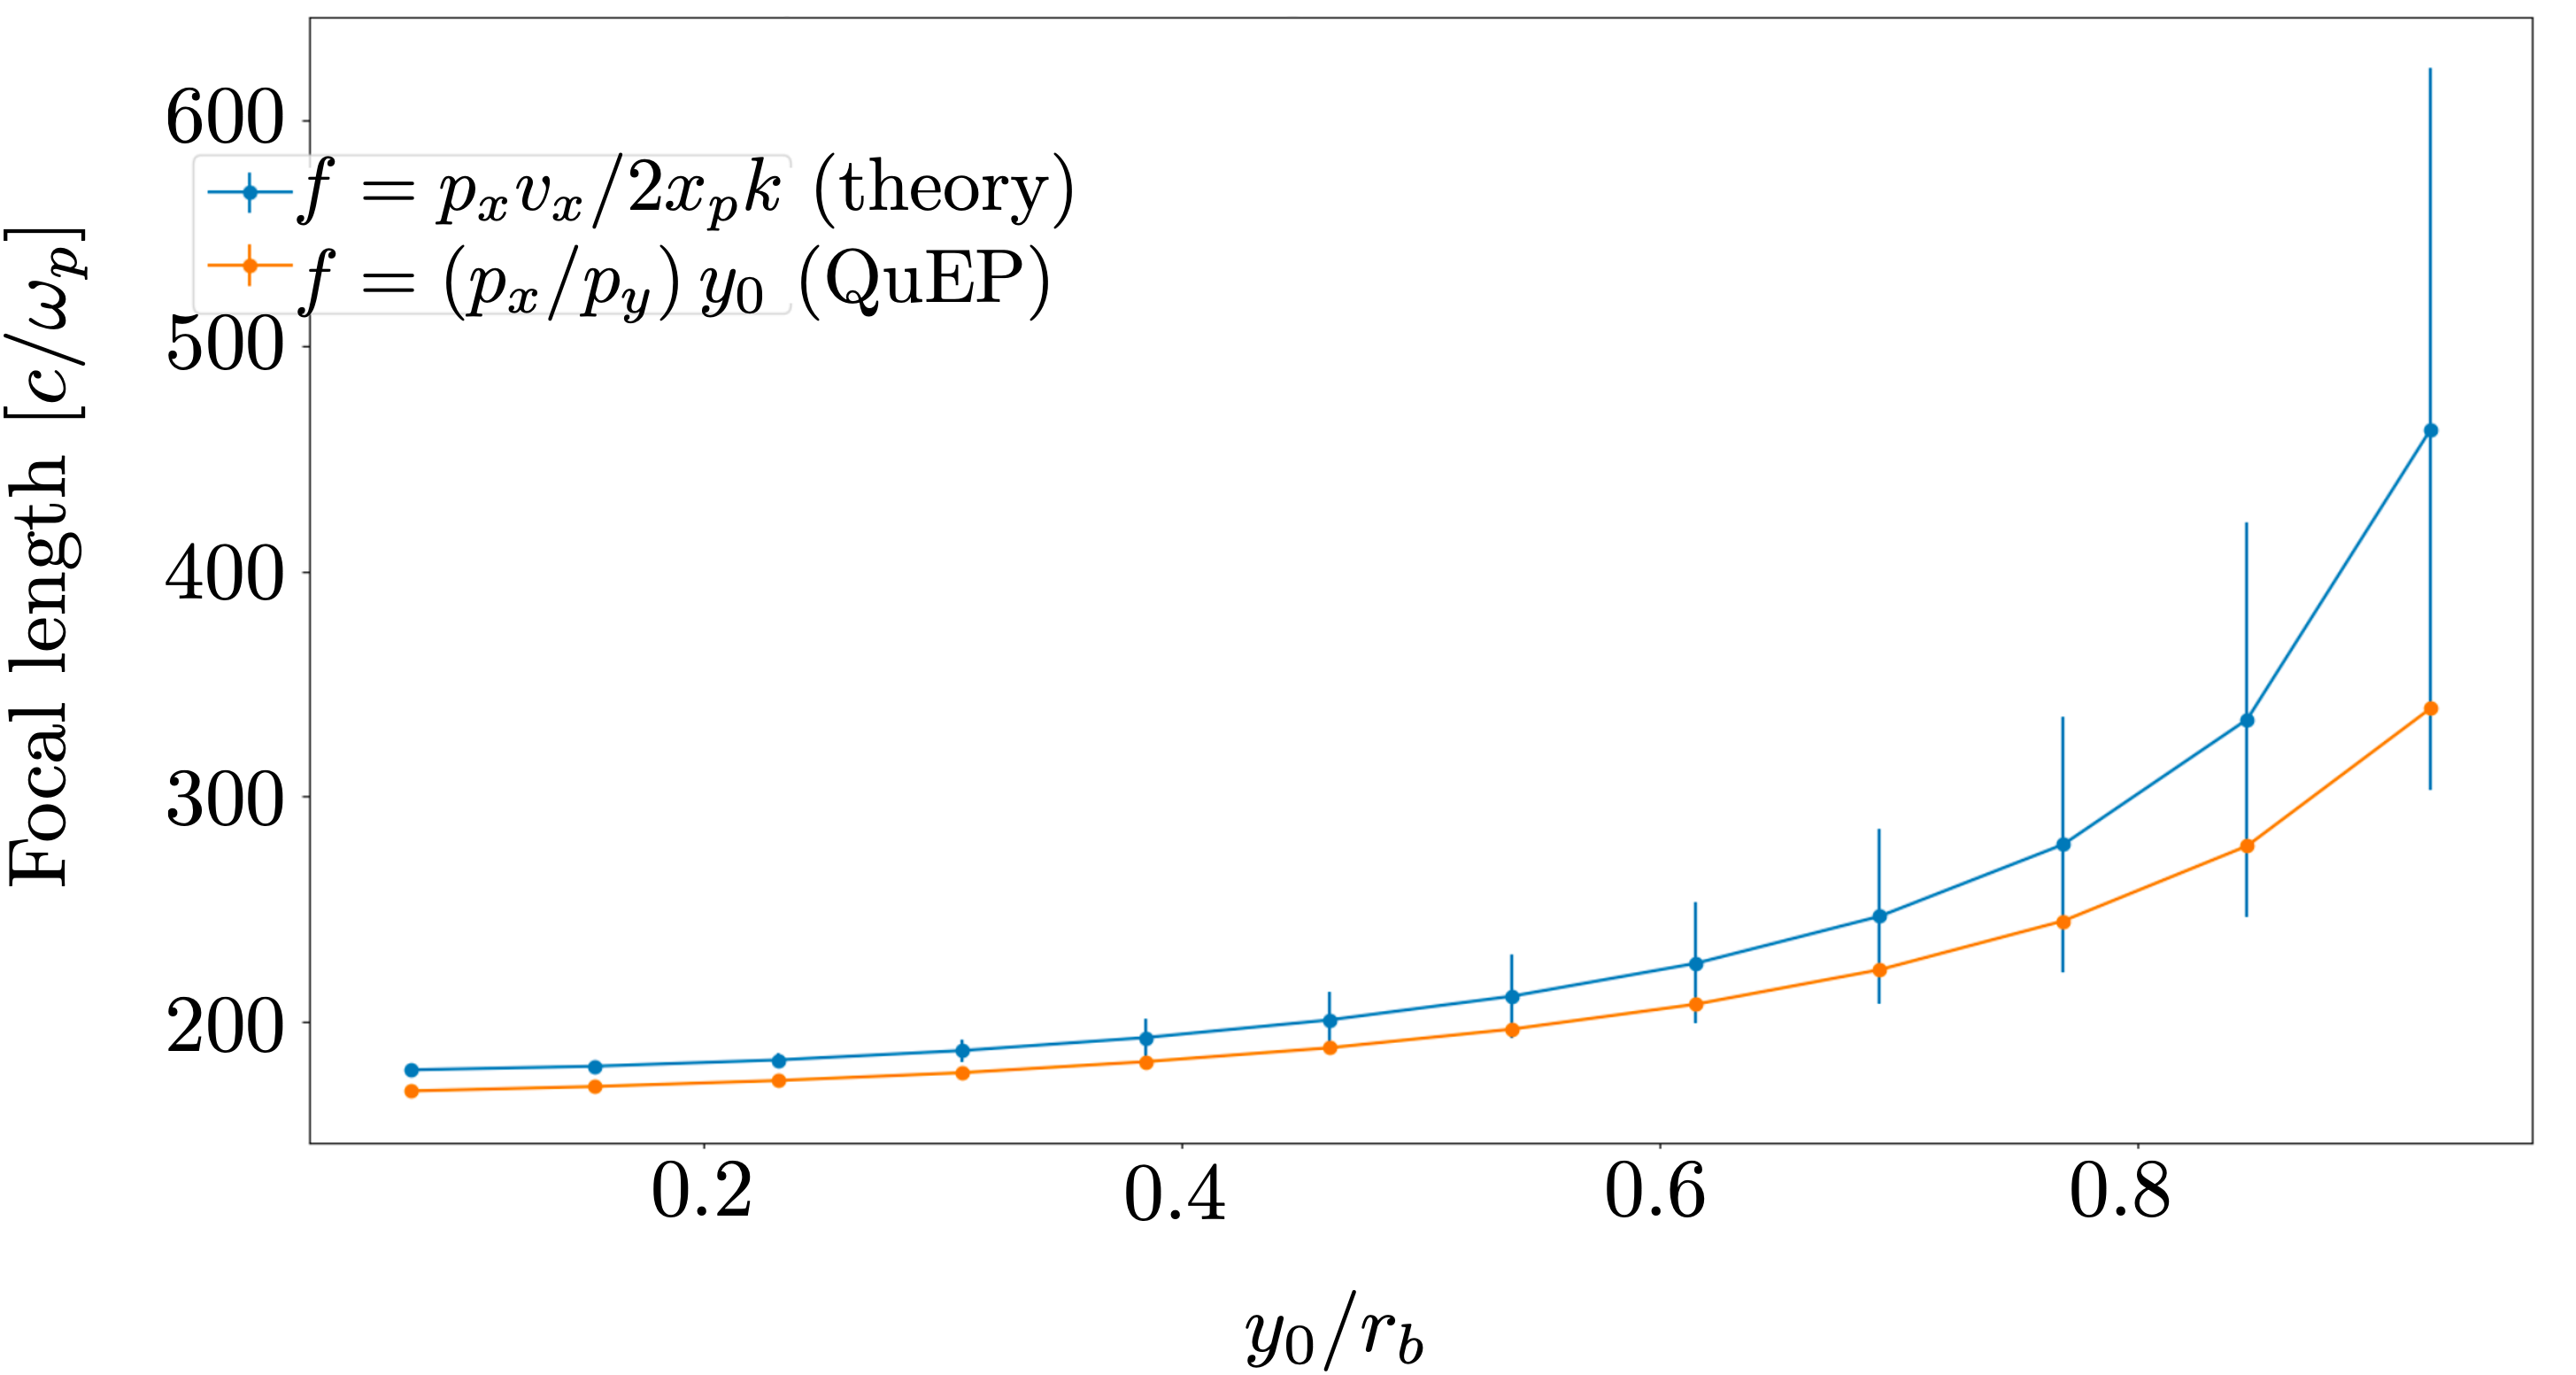 600
f = p_x v_x/2x_p k (theory)
f = (p_x/p_y) y_0 (QuEP)
500
400
300
200
Focal length [c/ω_p]
0.2 0.4 0.6 0.8
y_0/r_b